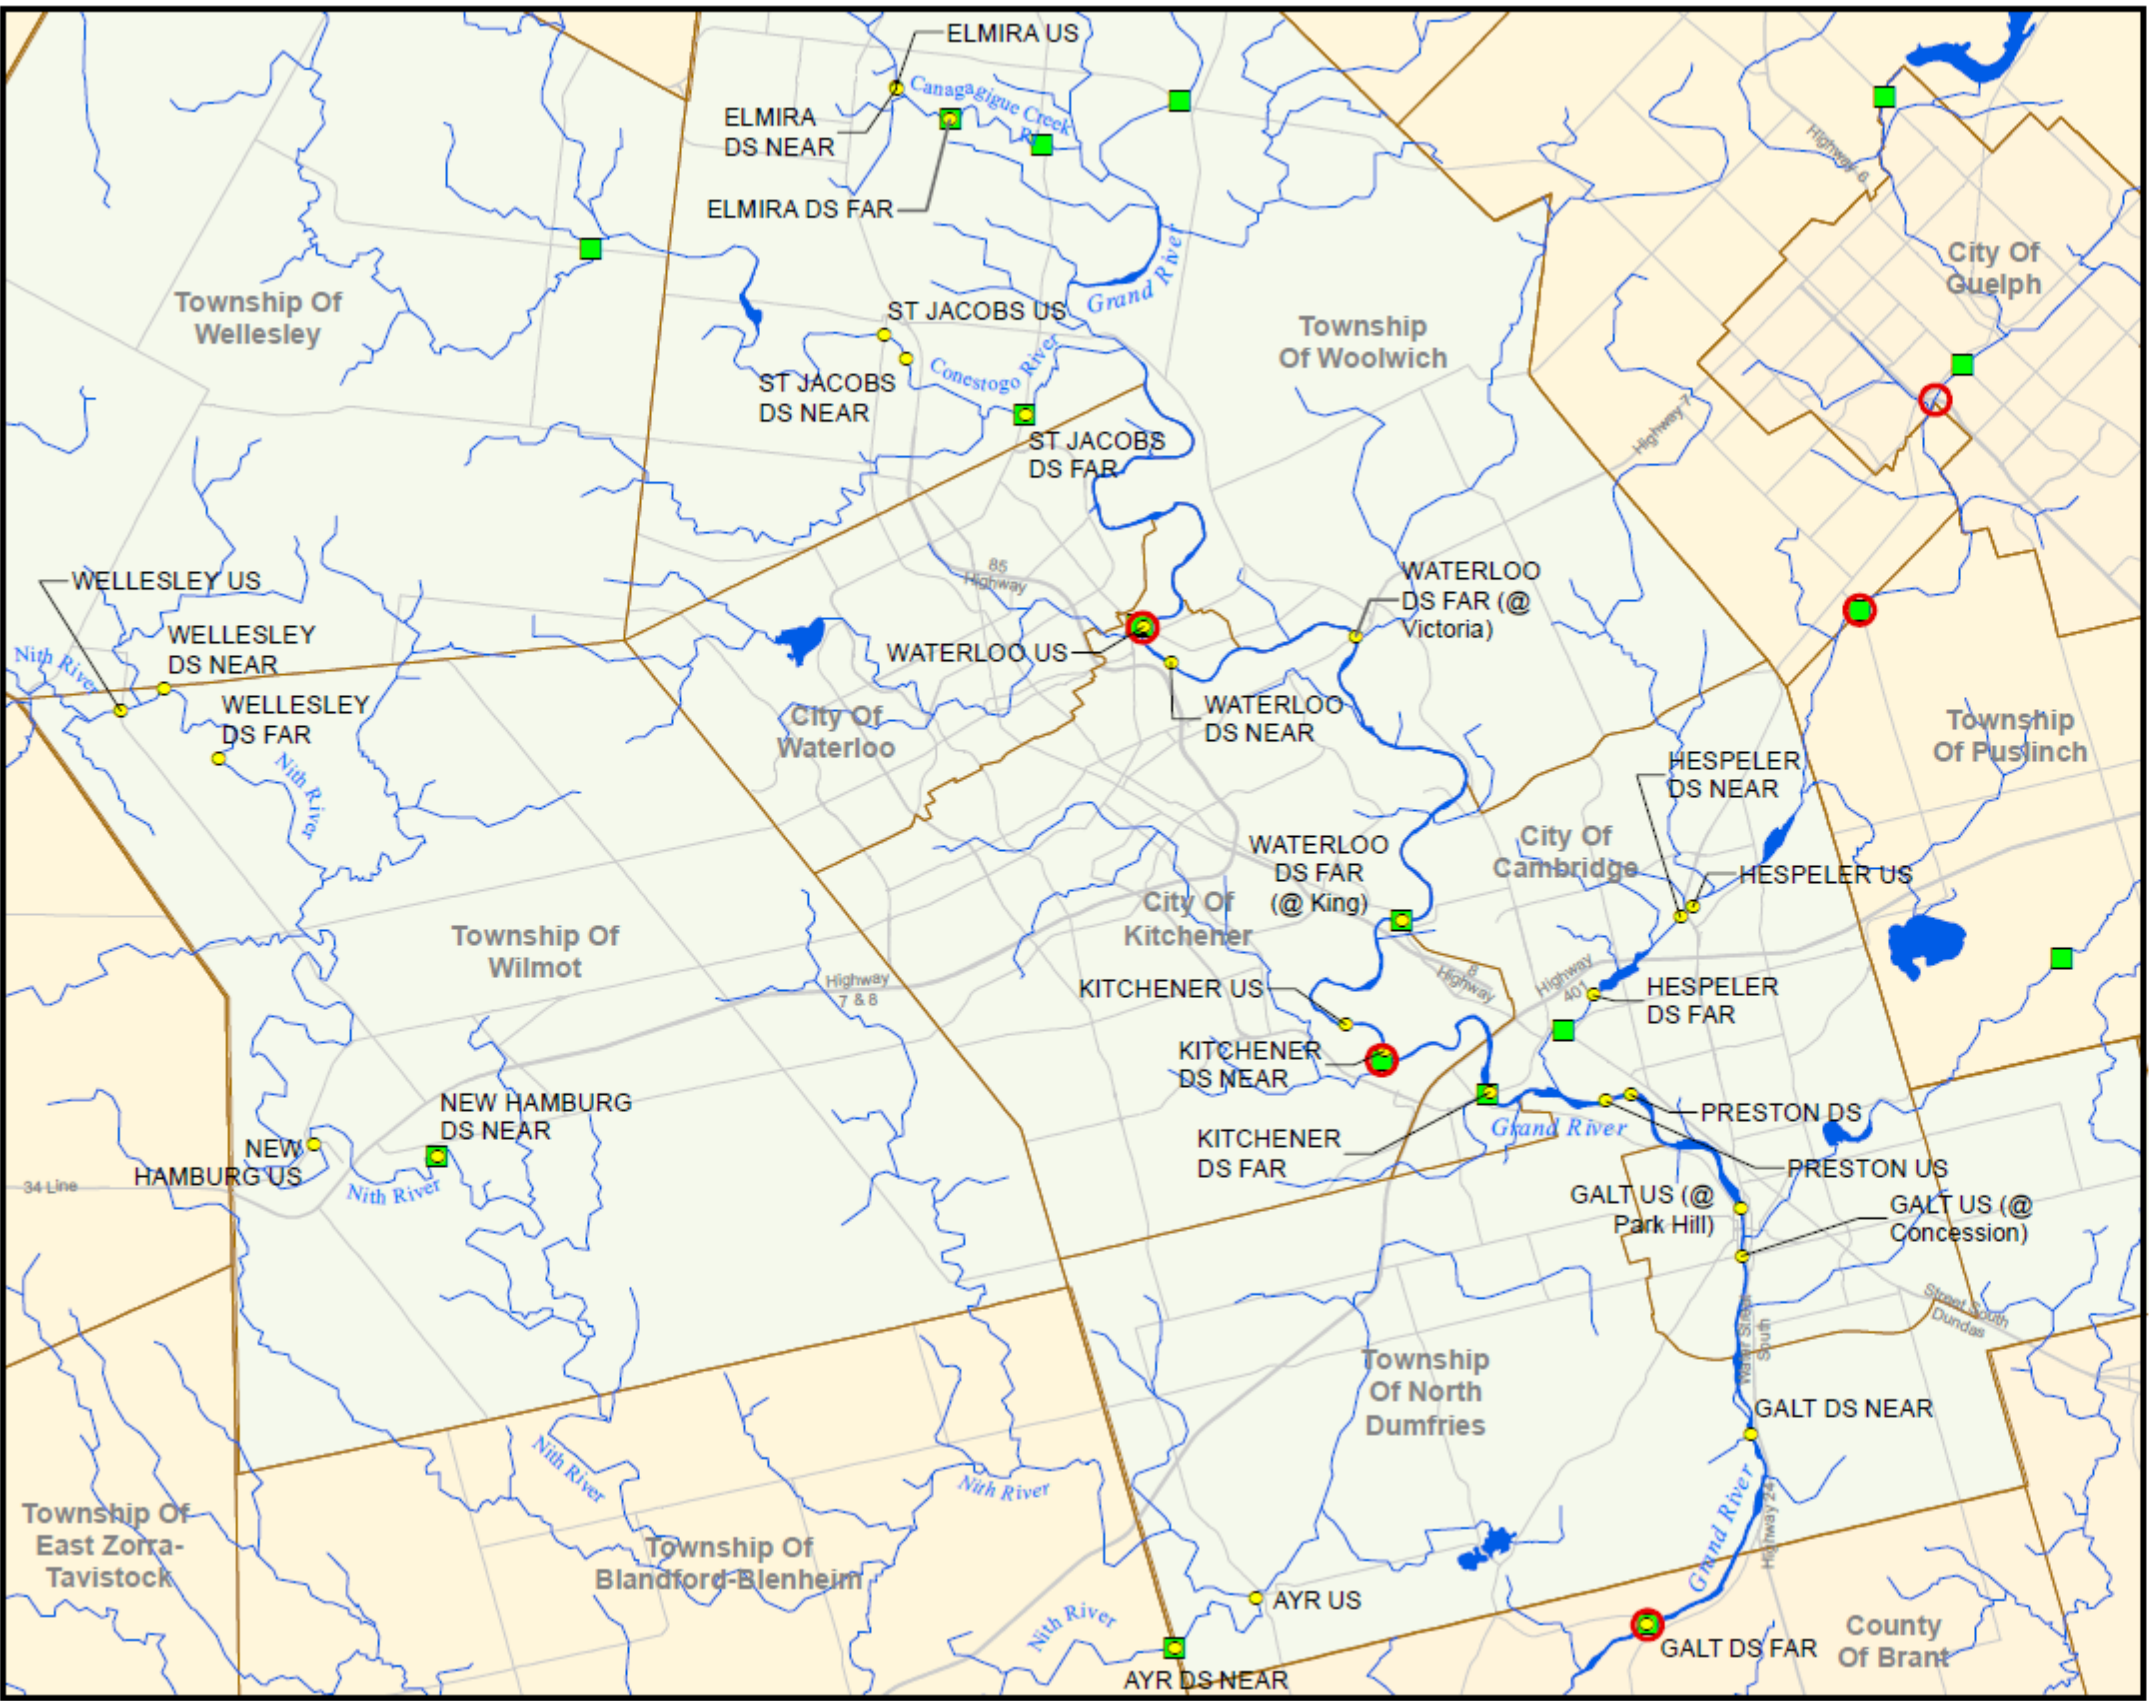 ELMIRA US
Canagagigue Creek
ELMIRA
DS NEAR
ELMIRA DS FAR
Highway 6
City Of
Guelph
Grand River
Township Of
Wellesley
ST JACOBS US
Township
Of Woolwich
Conestogo River
ST JACOBS
DS NEAR
ST JACOBS
DS FAR
Highway 7
85
Highway
WELLESLEY US
WATERLOO
DS FAR (@
Victoria)
WELLESLEY
DS NEAR
Nith River
WATERLOO US
WELLESLEY
DS FAR
WATERLOO
DS NEAR
City Of
Waterloo
Township
Of Puslinch
Nith River
HESPELER
DS NEAR
WATERLOO
DS FAR
(@ King)
City Of
Cambridge
HESPELER US
City Of
Kitchener
Township Of
Wilmot
Highway
7 & 8
8
Highway
Highway
401
KITCHENER US
HESPELER
DS FAR
KITCHENER
DS NEAR
NEW HAMBURG
DS NEAR
PRESTON DS
Grand River
NEW
HAMBURG US
KITCHENER
DS FAR
PRESTON US
34 Line
Nith River
GALT US (@
Park Hill)
GALT US (@
Concession)
Street South
Dundas
Water Street
South
Township
Of North
Dumfries
GALT DS NEAR
Nith River
Nith River
Grand River
Highway 24
Township Of
East Zorra-
Tavistock
Township Of
Blandford-Blenheim
AYR US
Nith River
County
Of Brant
GALT DS FAR
AYR DS NEAR